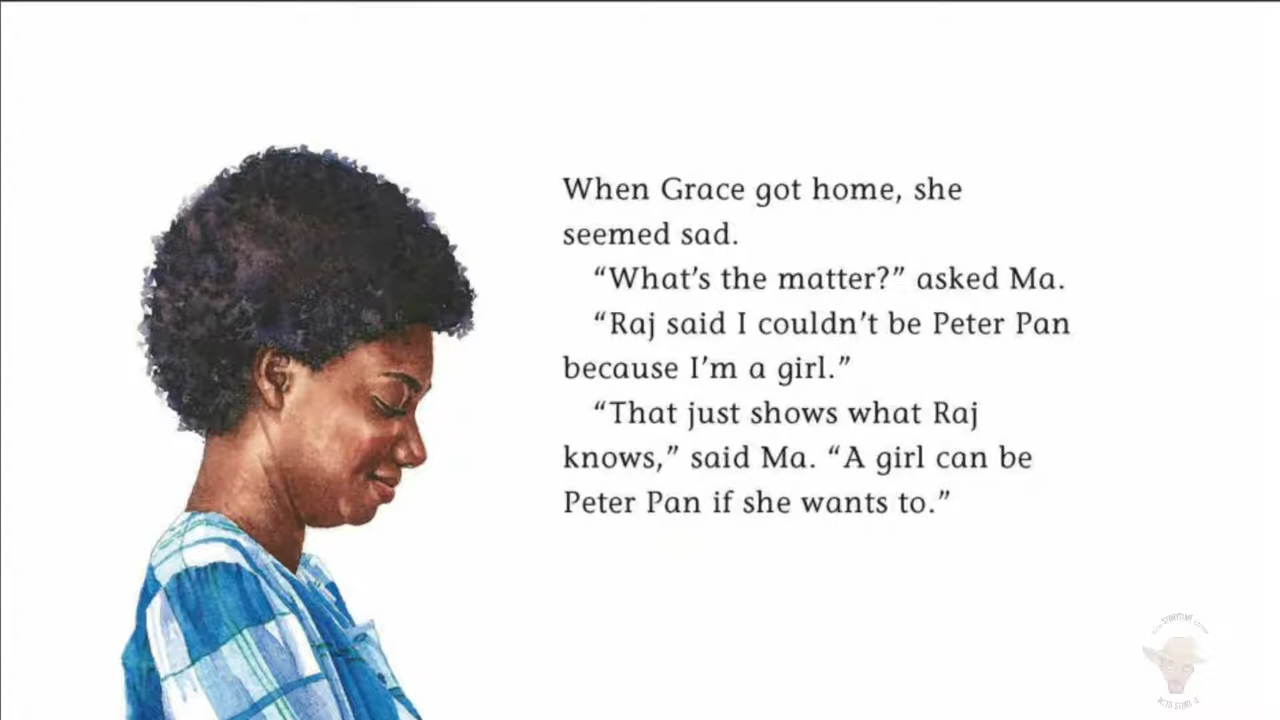 When Grace got home, she
seemed sad.
“What’s the matter?” asked Ma.
“Raj said I couldn’t be Peter Pan
because I’m a girl.”
“That just shows what Raj
knows,” said Ma. “A girl can be
Peter Pan if she wants to.”
STORYTIME